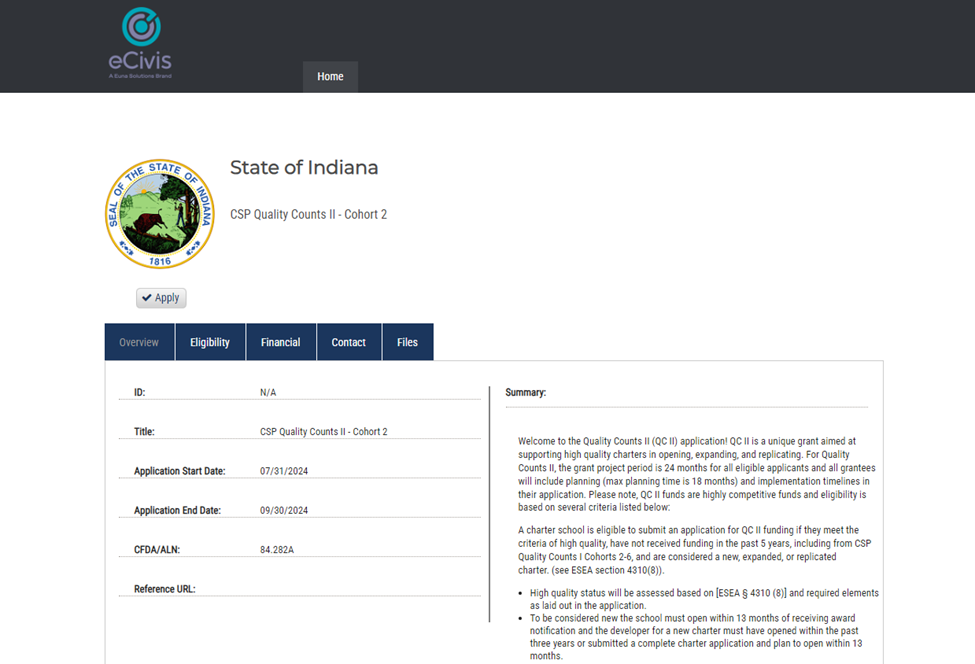 eCivis
A Euna Solutions Brand
Home
SEAL OF THE STATE OF INDIANA
1816
State of Indiana
CSP Quality Counts II - Cohort 2
Apply
Overview
Eligibility
Financial
Contact
Files
ID:
N/A
Title:
CSP Quality Counts II - Cohort 2
Application Start Date:
07/31/2024
Application End Date:
09/30/2024
CFDA/ALN:
84.282A
Reference URL:
Summary:
Welcome to the Quality Counts II (QC II) application! QC II is a unique grant aimed at
supporting high quality charters in opening, expanding, and replicating. For Quality
Counts II, the grant project period is 24 months for all eligible applicants and all grantees
will include planning (max planning time is 18 months) and implementation timelines in
their application. Please note, QC II funds are highly competitive funds and eligibility is
based on several criteria listed below:
A charter school is eligible to submit an application for QC II funding if they meet the
criteria of high quality, have not received funding in the past 5 years, including from CSP
Quality Counts I Cohorts 2-6, and are considered a new, expanded, or replicated
charter. (see ESEA section 4310(8)).
• High quality status will be assessed based on [ESEA § 4310 (8)] and required elements
as laid out in the application.
• To be considered new the school must open within 13 months of receiving award
notification and the developer for a new charter must have opened within the past
three years or submitted a complete charter application and plan to open within 13
months.